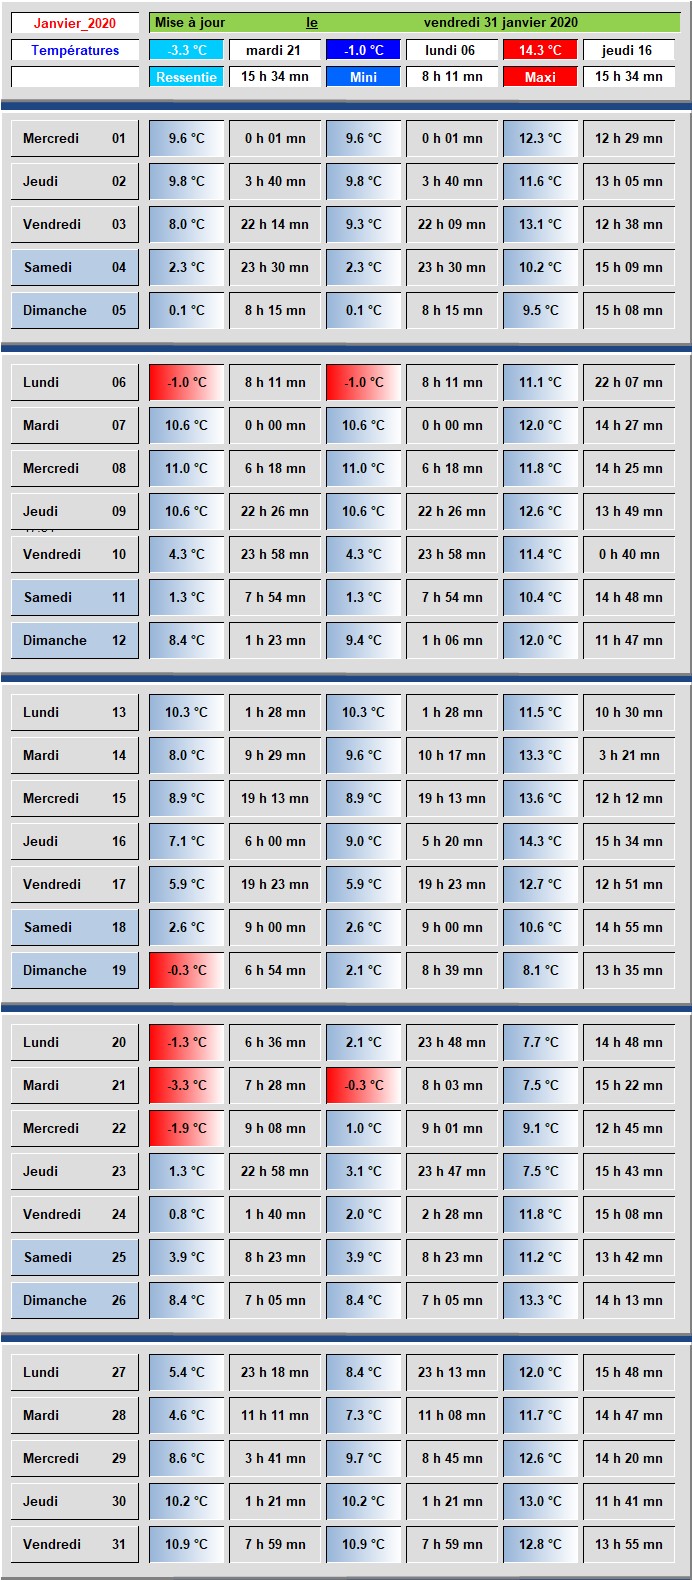 Janvier_2020 Mise à jour le vendredi 31 janvier 2020
Températures -3.3 °C mardi 21 -1.0 °C lundi 06 14.3 °C jeudi 16
Ressentie 15 h 34 mn Mini 8 h 11 mn Maxi 15 h 34 mn
Mercredi 01 9.6 °C 0 h 01 mn 9.6 °C 0 h 01 mn 12.3 °C 12 h 29 mn
Jeudi 02 9.8 °C 3 h 40 mn 9.8 °C 3 h 40 mn 11.6 °C 13 h 05 mn
Vendredi 03 8.0 °C 22 h 14 mn 9.3 °C 22 h 09 mn 13.1 °C 12 h 38 mn
Samedi 04 2.3 °C 23 h 30 mn 2.3 °C 23 h 30 mn 10.2 °C 15 h 09 mn
Dimanche 05 0.1 °C 8 h 15 mn 0.1 °C 8 h 15 mn 9.5 °C 15 h 08 mn
Lundi 06 -1.0 °C 8 h 11 mn -1.0 °C 8 h 11 mn 11.1 °C 22 h 07 mn
Mardi 07 10.6 °C 0 h 00 mn 10.6 °C 0 h 00 mn 12.0 °C 14 h 27 mn
Mercredi 08 11.0 °C 6 h 18 mn 11.0 °C 6 h 18 mn 11.8 °C 14 h 25 mn
Jeudi 09 10.6 °C 22 h 26 mn 10.6 °C 22 h 26 mn 12.6 °C 13 h 49 mn
Vendredi 10 4.3 °C 23 h 58 mn 4.3 °C 23 h 58 mn 11.4 °C 0 h 40 mn
Samedi 11 1.3 °C 7 h 54 mn 1.3 °C 7 h 54 mn 10.4 °C 14 h 48 mn
Dimanche 12 8.4 °C 1 h 23 mn 9.4 °C 1 h 06 mn 12.0 °C 11 h 47 mn
Lundi 13 10.3 °C 1 h 28 mn 10.3 °C 1 h 28 mn 11.5 °C 10 h 30 mn
Mardi 14 8.0 °C 9 h 29 mn 9.6 °C 10 h 17 mn 13.3 °C 3 h 21 mn
Mercredi 15 8.9 °C 19 h 13 mn 8.9 °C 19 h 13 mn 13.6 °C 12 h 12 mn
Jeudi 16 7.1 °C 6 h 00 mn 9.0 °C 5 h 20 mn 14.3 °C 15 h 34 mn
Vendredi 17 5.9 °C 19 h 23 mn 5.9 °C 19 h 23 mn 12.7 °C 12 h 51 mn
Samedi 18 2.6 °C 9 h 00 mn 2.6 °C 9 h 00 mn 10.6 °C 14 h 55 mn
Dimanche 19 -0.3 °C 6 h 54 mn 2.1 °C 8 h 39 mn 8.1 °C 13 h 35 mn
Lundi 20 -1.3 °C 6 h 36 mn 2.1 °C 23 h 48 mn 7.7 °C 14 h 48 mn
Mardi 21 -3.3 °C 7 h 28 mn -0.3 °C 8 h 03 mn 7.5 °C 15 h 22 mn
Mercredi 22 -1.9 °C 9 h 08 mn 1.0 °C 9 h 01 mn 9.1 °C 12 h 45 mn
Jeudi 23 1.3 °C 22 h 58 mn 3.1 °C 23 h 47 mn 7.5 °C 15 h 43 mn
Vendredi 24 0.8 °C 1 h 40 mn 2.0 °C 2 h 28 mn 11.8 °C 15 h 08 mn
Samedi 25 3.9 °C 8 h 23 mn 3.9 °C 8 h 23 mn 11.2 °C 13 h 42 mn
Dimanche 26 8.4 °C 7 h 05 mn 8.4 °C 7 h 05 mn 13.3 °C 14 h 13 mn
Lundi 27 5.4 °C 23 h 18 mn 8.4 °C 23 h 13 mn 12.0 °C 15 h 48 mn
Mardi 28 4.6 °C 11 h 11 mn 7.3 °C 11 h 08 mn 11.7 °C 14 h 47 mn
Mercredi 29 8.6 °C 3 h 41 mn 9.7 °C 8 h 45 mn 12.6 °C 14 h 20 mn
Jeudi 30 10.2 °C 1 h 21 mn 10.2 °C 1 h 21 mn 13.0 °C 11 h 41 mn
Vendredi 31 10.9 °C 7 h 59 mn 10.9 °C 7 h 59 mn 12.8 °C 13 h 55 mn